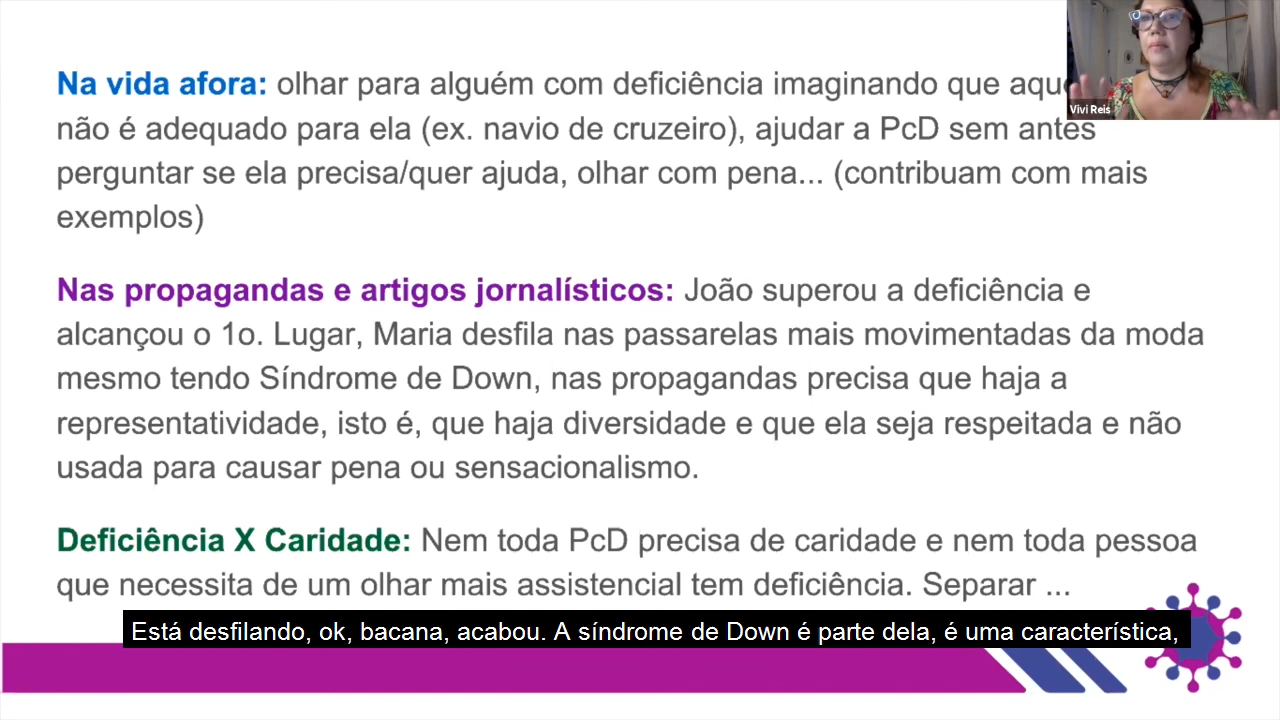 Na vida afora: olhar para alguém com deficiência imaginando que
não é adequado para ela (ex. navio de cruzeiro), ajudar a PcD sem antes
perguntar se ela precisa/quer ajuda, olhar com pena... (contribuam com mais
exemplos)
Vivi Reis
Nas propagandas e artigos jornalísticos: João superou a deficiência e
alcançou o 1o. Lugar, Maria desfila nas passarelas mais movimentadas da moda
mesmo tendo Síndrome de Down, nas propagandas precisa que haja a
representatividade, isto é, que haja diversidade e que ela seja respeitada e não
usada para causar pena ou sensacionalismo.
Deficiência X Caridade: Nem toda PcD precisa de caridade e nem toda pessoa
que necessita de um olhar mais assistencial tem deficiência. Separar ...
Está desfilando, ok, bacana, acabou. A síndrome de Down é parte dela, é uma característica,